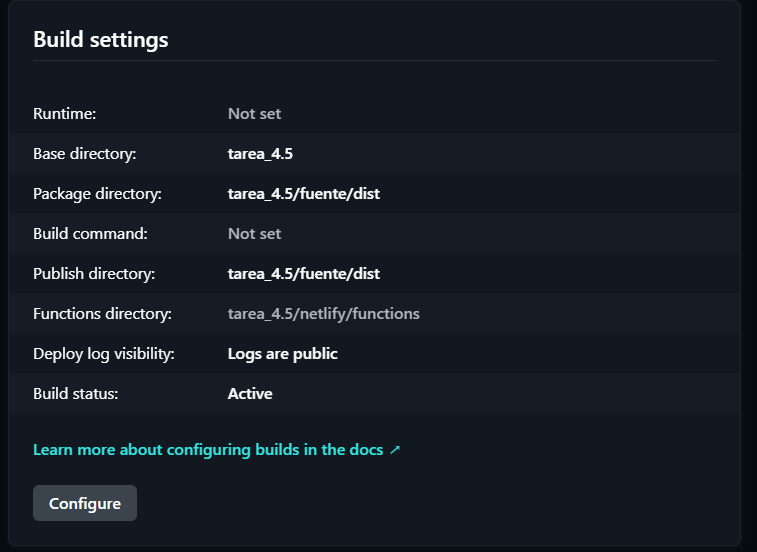 Build settings
Runtime: Not set
Base directory: tarea_4.5
Package directory: tarea_4.5/fuente/dist
Build command: Not set
Publish directory: tarea_4.5/fuente/dist
Functions directory: tarea_4.5/netlify/functions
Deploy log visibility: Logs are public
Build status: Active
Learn more about configuring builds in the docs ↗
Configure